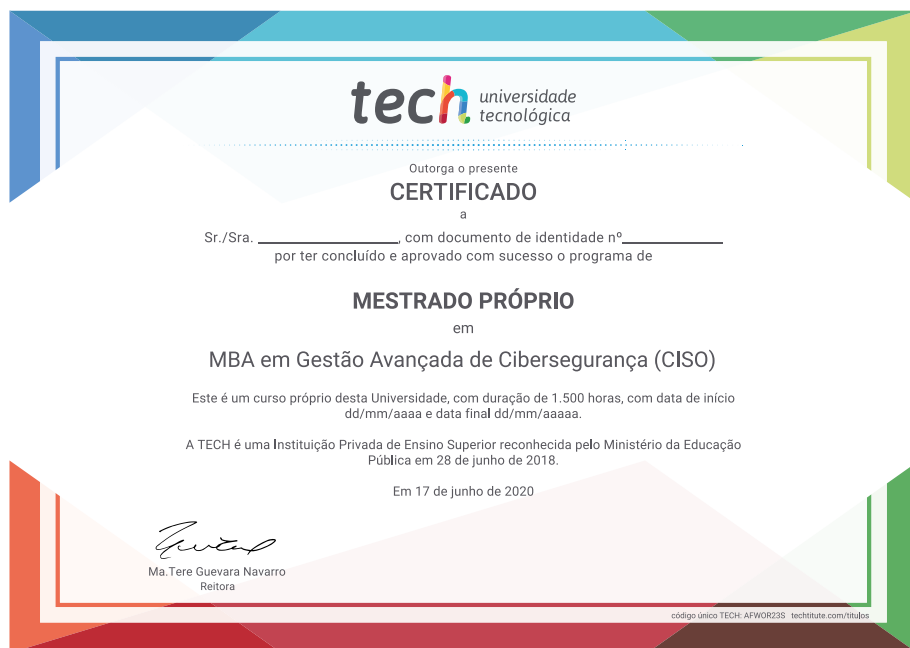 tech universidade
tecnológica
Outorga o presente
CERTIFICADO
a
Sr./Sra. ____________________, com documento de identidade nº______________
por ter concluído e aprovado com sucesso o programa de
MESTRADO PRÓPRIO
em
MBA em Gestão Avançada de Cibersegurança (CISO)
Este é um curso próprio desta Universidade, com duração de 1.500 horas, com data de início
dd/mm/aaaa e data final dd/mm/aaaaa.
A TECH é uma Instituição Privada de Ensino Superior reconhecida pelo Ministério da Educação
Pública em 28 de junho de 2018.
Em 17 de junho de 2020
Ma.Tere Guevara Navarro
Reitora
código único TECH: AFWOR23S techtitute.com/titulos